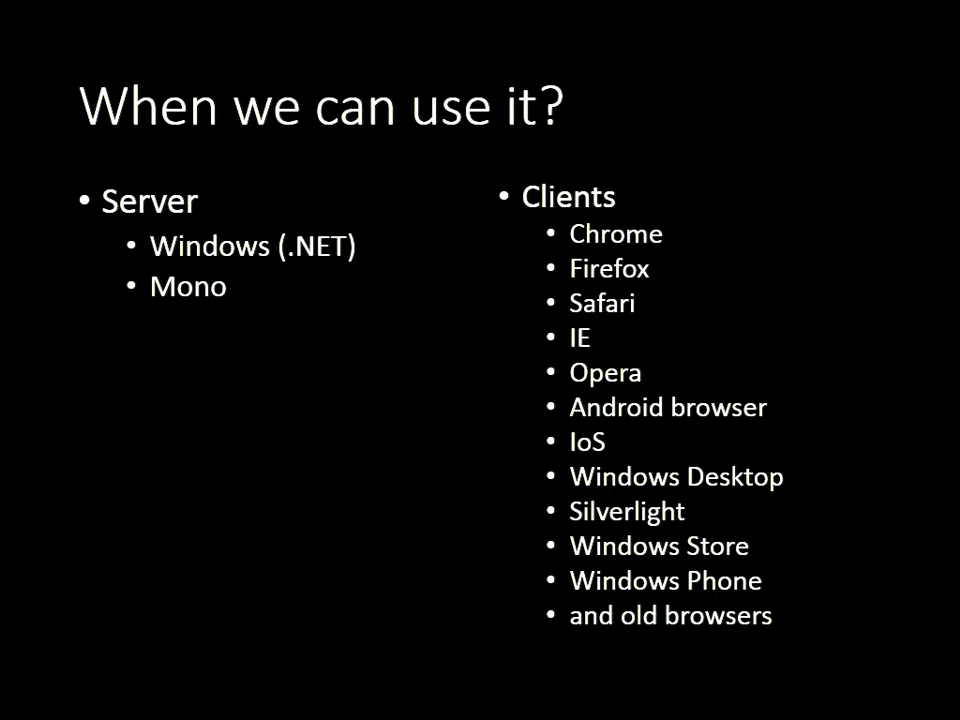 When we can use it?
• Server
• Windows (.NET)
• Mono
• Clients
• Chrome
• Firefox
• Safari
• IE
• Opera
• Android browser
• IoS
• Windows Desktop
• Silverlight
• Windows Store
• Windows Phone
• and old browsers